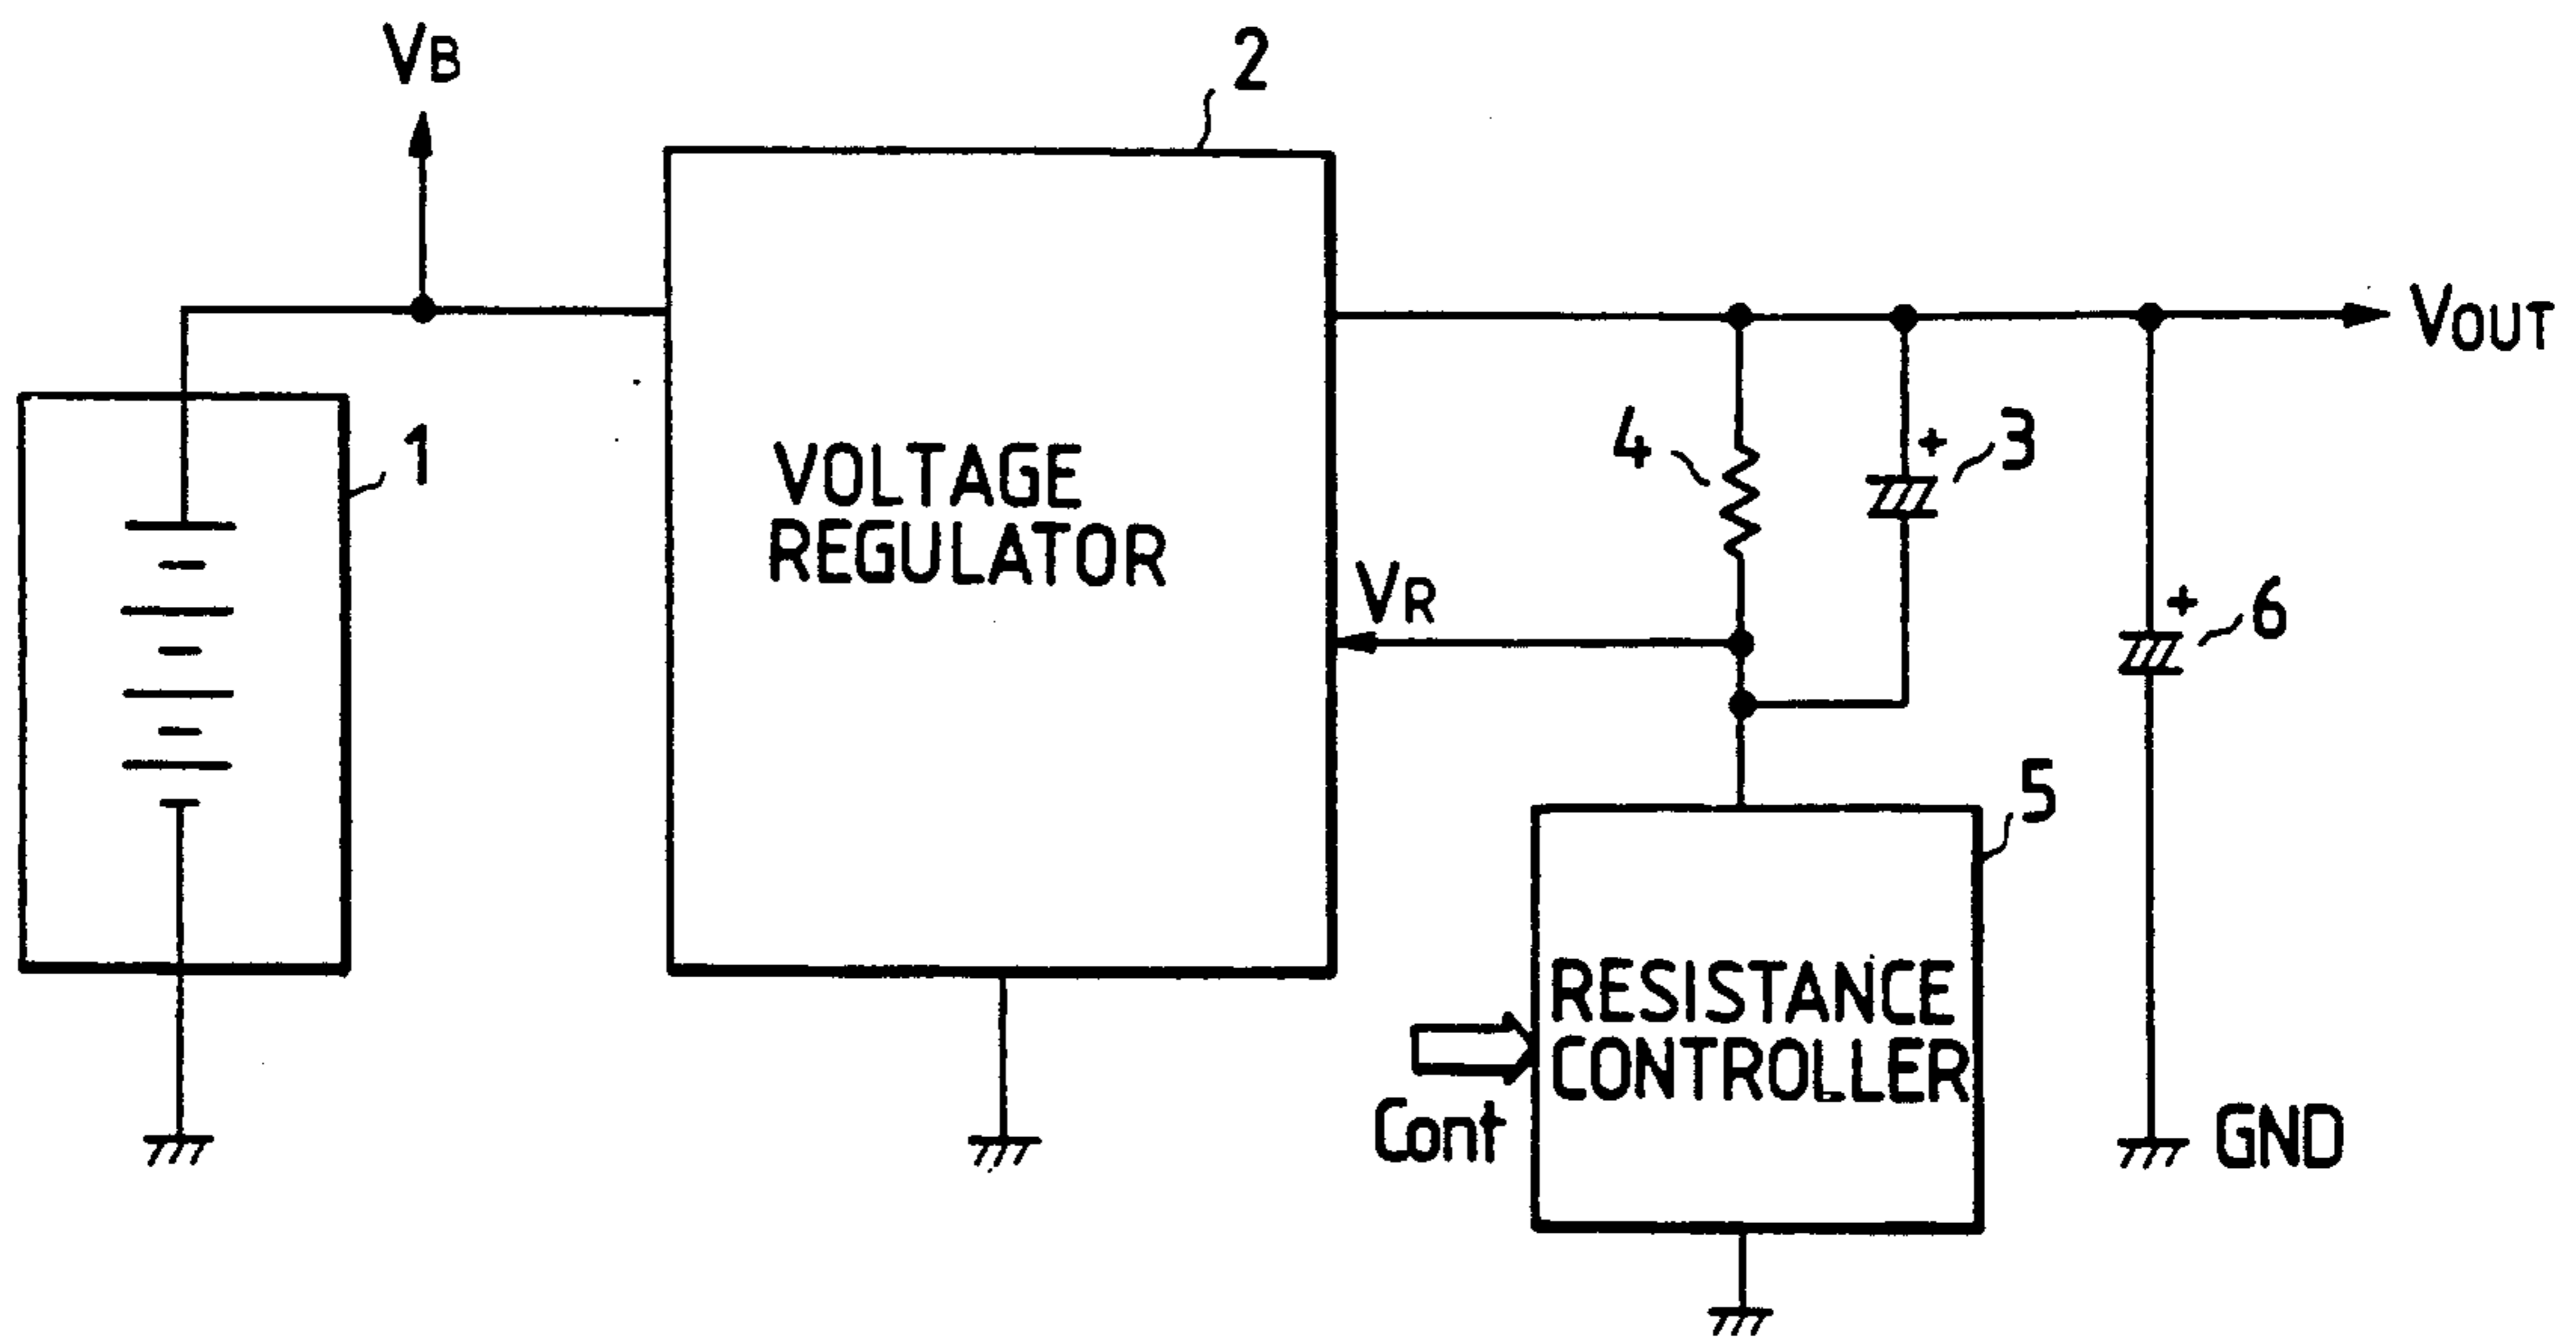 VB
2
1
VOLTAGE
REGULATOR
VOUT
4
+ 3
VR
+ 6
5
RESISTANCE
CONTROLLER
Cont
GND